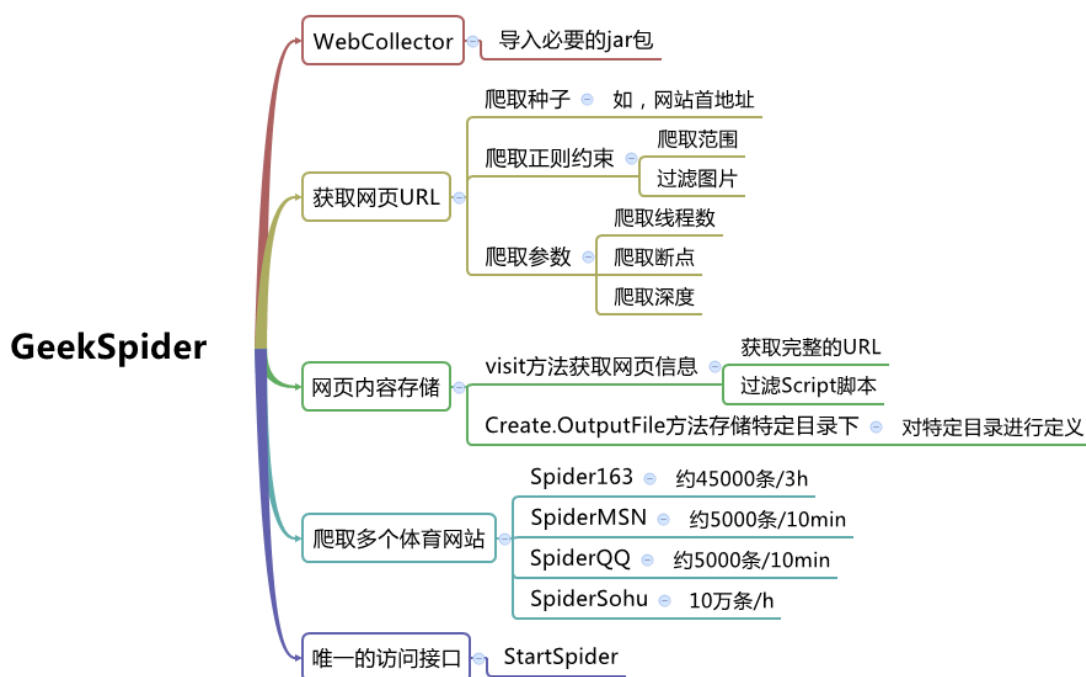 GeekSpider
WebCollector
导入必要的jar包
获取网页URL
爬取种子
如，网站首地址
爬取正则约束
爬取范围
过滤图片
爬取参数
爬取线程数
爬取断点
爬取深度
网页内容存储
visit方法获取网页信息
获取完整的URL
过滤Script脚本
Create.OutputFile方法存储特定目录下
对特定目录进行定义
爬取多个体育网站
Spider163
约45000条/3h
SpiderMSN
约5000条/10min
SpiderQQ
约5000条/10min
SpiderSohu
10万条/h
唯一的访问接口
StartSpider